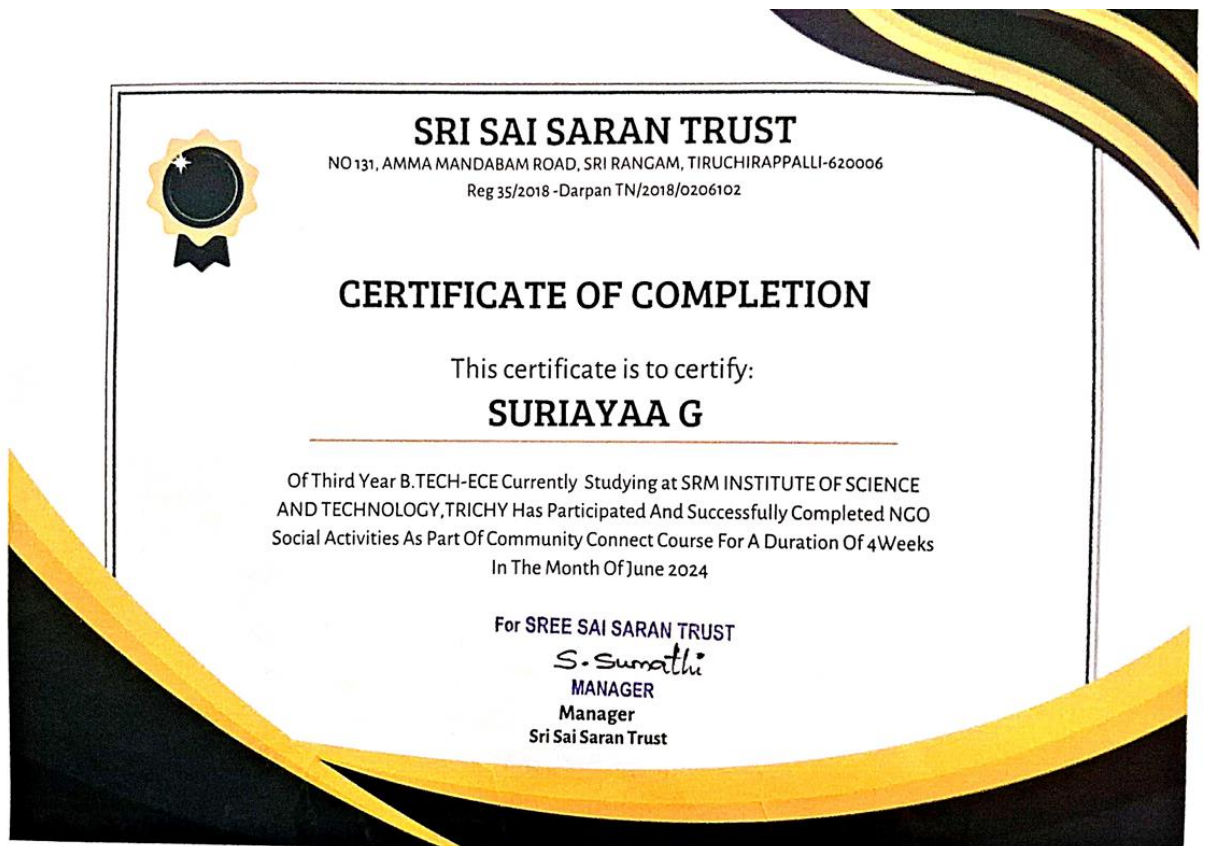 SRI SAI SARAN TRUST
NO 131, AMMA MANDABAM ROAD, SRI RANGAM, TIRUCHIRAPPALLI-620006
Reg 35/2018 -Darpan TN/2018/0206102
CERTIFICATE OF COMPLETION
This certificate is to certify:
SURIAYAA G
Of Third Year B.TECH-ECE Currently Studying at SRM INSTITUTE OF SCIENCE
AND TECHNOLOGY,TRICHY Has Participated And Successfully Completed NGO
Social Activities As Part Of Community Connect Course For A Duration Of 4Weeks
In The Month Of June 2024
For SREE SAI SARAN TRUST
S. Sumathi
MANAGER
Manager
Sri Sai Saran Trust